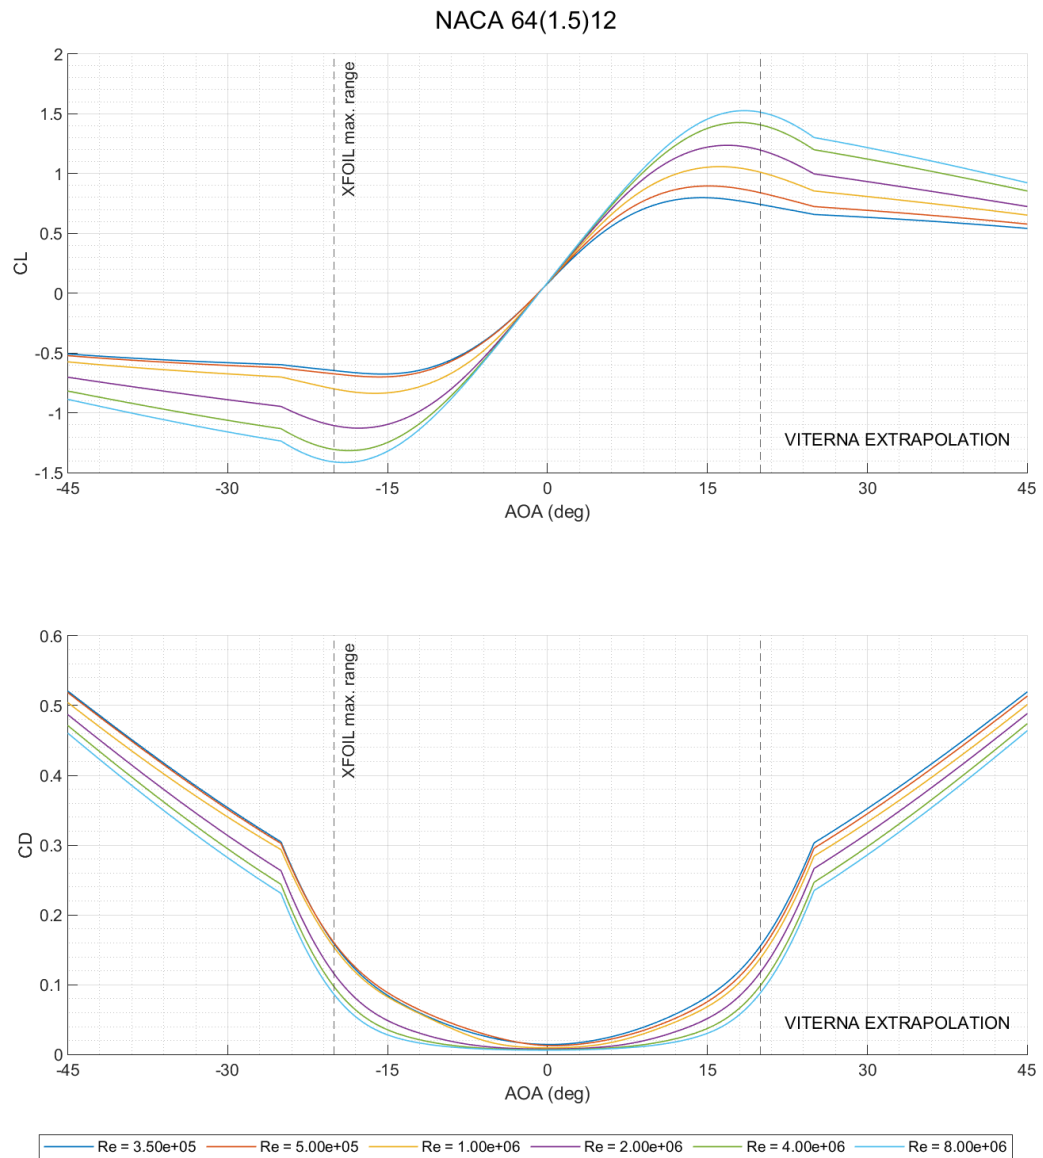 NACA 64(1.5)12
2
1.5
1
0.5
0
-0.5
-1
-1.5
CL
XFOIL max. range
VITERNA EXTRAPOLATION
-45 -30 -15 0 15 30 45
AOA (deg)
0.6
0.5
0.4
0.3
0.2
0.1
0
CD
XFOIL max. range
VITERNA EXTRAPOLATION
-45 -30 -15 0 15 30 45
AOA (deg)
Re = 3.50e+05 Re = 5.00e+05 Re = 1.00e+06 Re = 2.00e+06 Re = 4.00e+06 Re = 8.00e+06